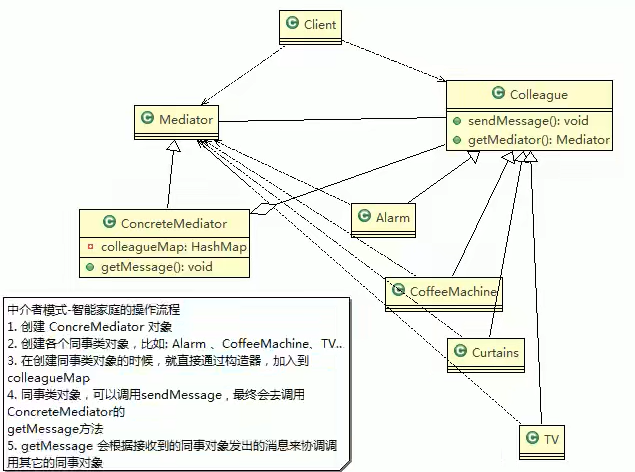 Client
Colleague
sendMessage(): void
getMediator(): Mediator
Mediator
ConcreteMediator
colleagueMap: HashMap
getMessage(): void
Alarm
CoffeeMachine
Curtains
TV
中介者模式-智能家庭的操作流程
1. 创建 ConcreMediator 对象
2. 创建各个同事类对象，比如: Alarm 、CoffeeMachine、TV..
3. 在创建同事类对象的时候，就直接通过构造器，加入到
colleagueMap
4. 同事类对象，可以调用sendMessage，最终会去调用
ConcreteMediator的
getMessage方法
5. getMessage 会根据接收到的同事对象发出的消息来协调调
用其它的同事对象